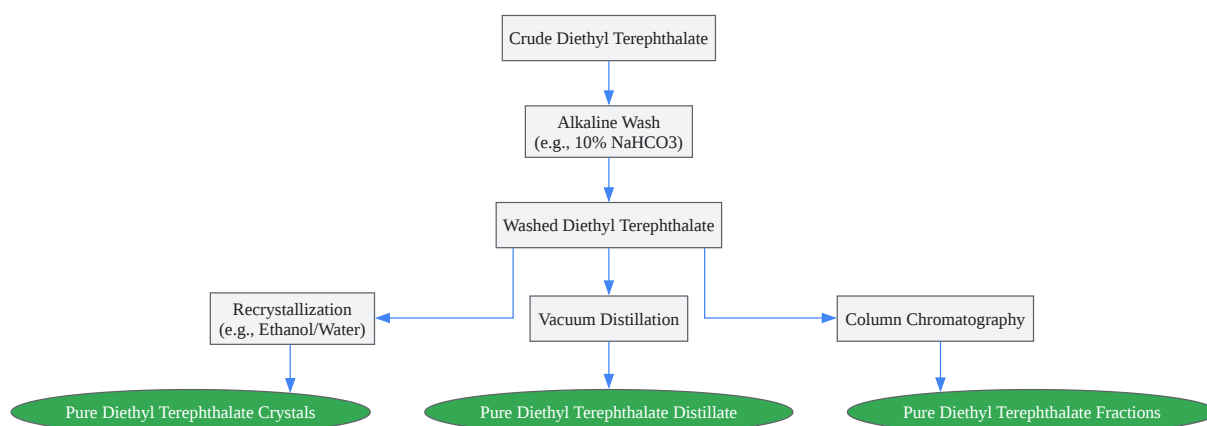 Crude Diethyl Terephthalate
Alkaline Wash
(e.g., 10% NaHCO3)
Washed Diethyl Terephthalate
Recrystallization
(e.g., Ethanol/Water)
Vacuum Distillation
Column Chromatography
Pure Diethyl Terephthalate Crystals
Pure Diethyl Terephthalate Distillate
Pure Diethyl Terephthalate Fractions